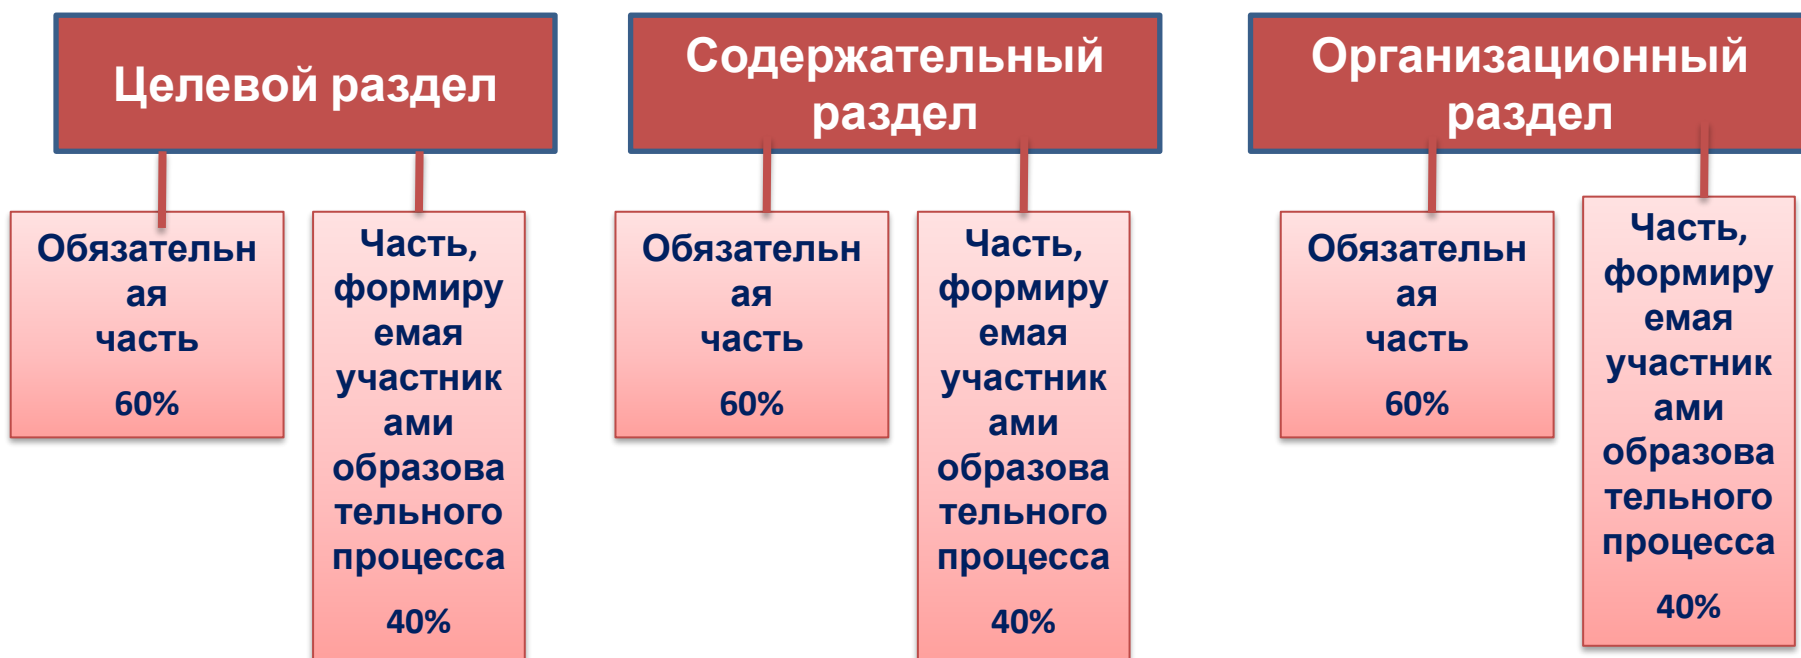 Целевой раздел
Обязательн
ая
часть
60%
Часть,
формиру
емая
участник
ами
образова
тельного
процесса
40%
Содержательный
раздел
Обязательн
ая
часть
60%
Часть,
формиру
емая
участник
ами
образова
тельного
процесса
40%
Организационный
раздел
Обязательн
ая
часть
60%
Часть,
формиру
емая
участник
ами
образова
тельного
процесса
40%